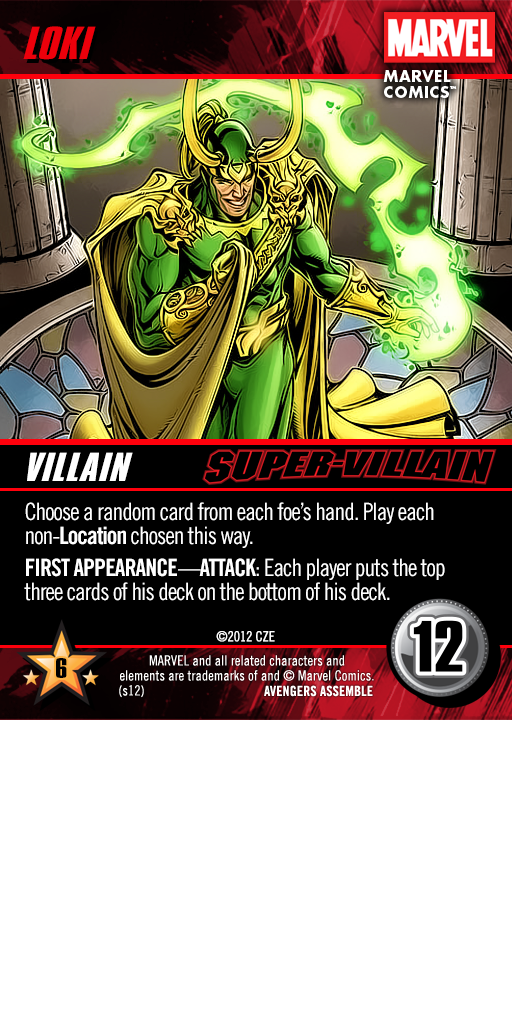 LOKI
MARVEL
MARVEL
COMICS™
VILLAIN
SUPER-VILLAIN
Choose a random card from each foe's hand. Play each
non-Location chosen this way.
FIRST APPEARANCE—ATTACK: Each player puts the top
three cards of his deck on the bottom of his deck.
©2012 CZE
6
MARVEL and all related characters and
elements are trademarks of and © Marvel Comics.
(s12)
AVENGERS ASSEMBLE
12